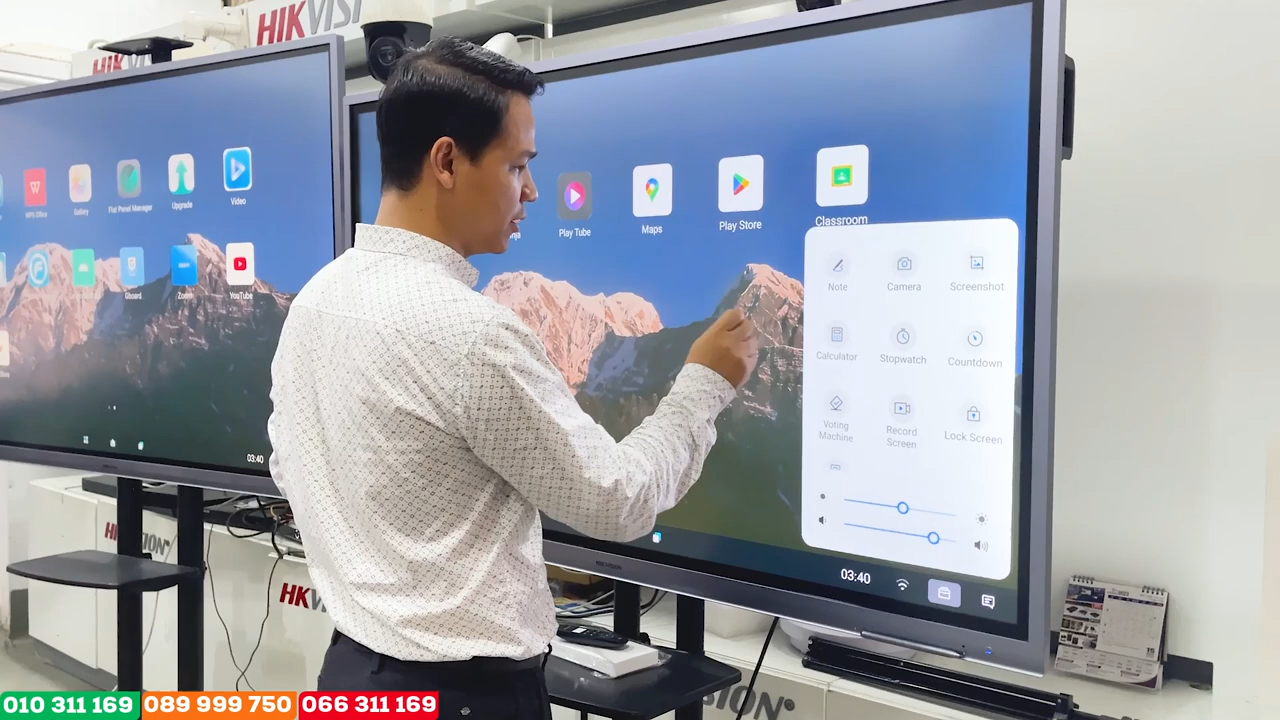 HIKVISI
HIK
WPS Office
Gallery
Flat Panel Manager
Upgrade
Video
Gboard
Zoom
YouTube
03:40
Play Tube
Maps
Play Store
Classroom
Note
Camera
Screenshot
Calculator
Stopwatch
Countdown
Voting
Machine
Record
Screen
Lock Screen
03:40
HIKVISION
HIKVI
VISION®
010 311 169
089 999 750
066 311 169